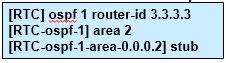 [RTC] ospf 1 router-id 3.3.3.3
[RTC-ospf-1] area 2
[RTC-ospf-1-area-0.0.0.2] stub